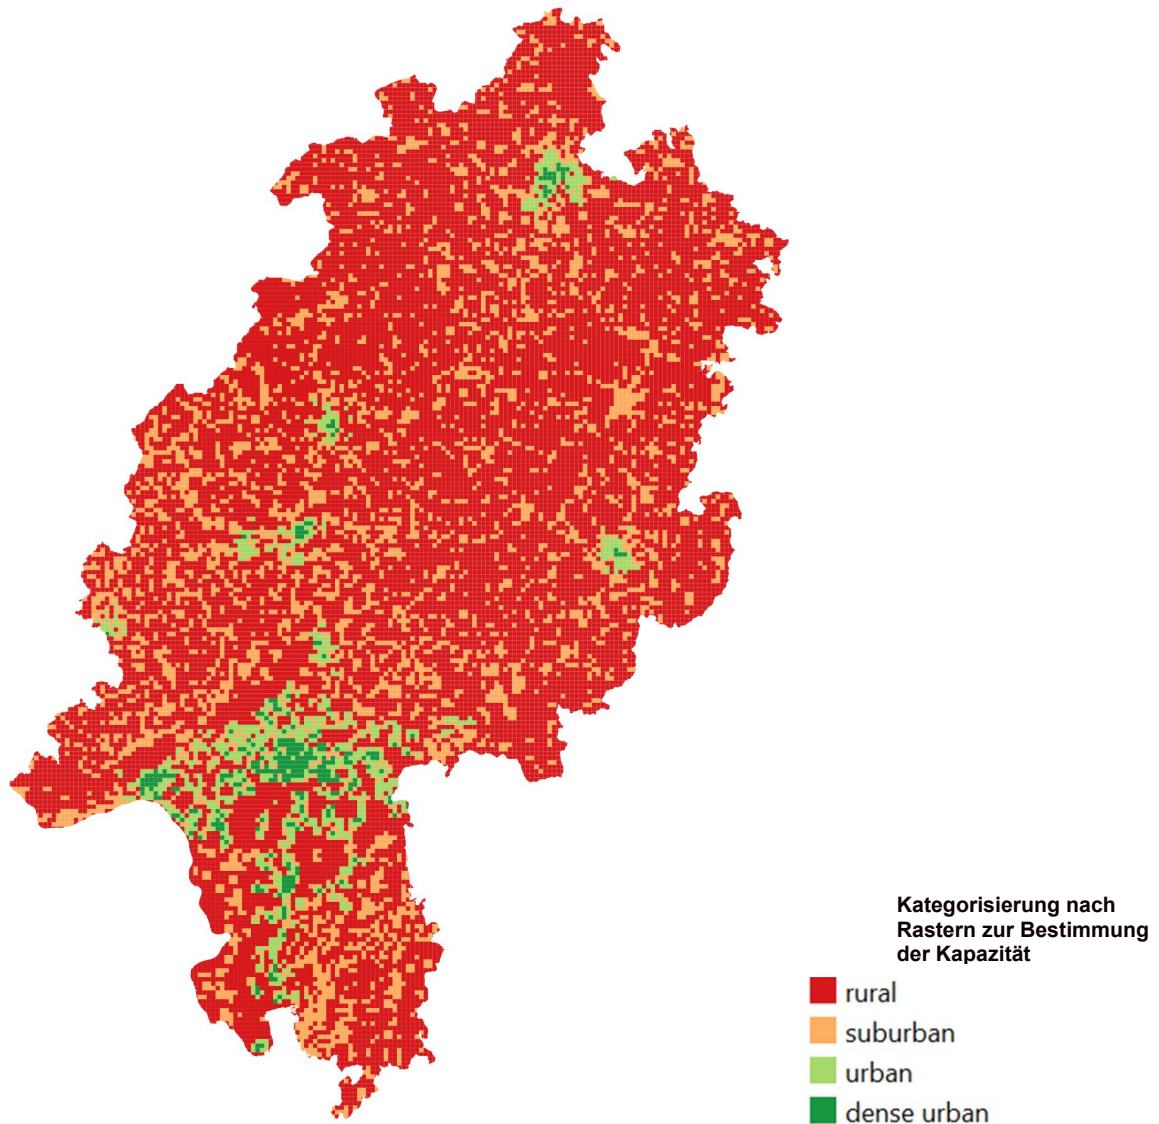 Kategorisierung nach
Rastern zur Bestimmung
der Kapazität
rural
suburban
urban
dense urban